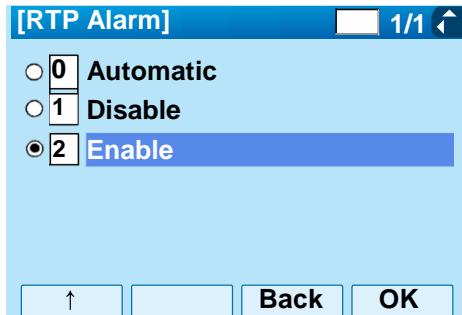 [RTP Alarm] 1/1
0 Automatic
1 Disable
2 Enable
↑ Back OK